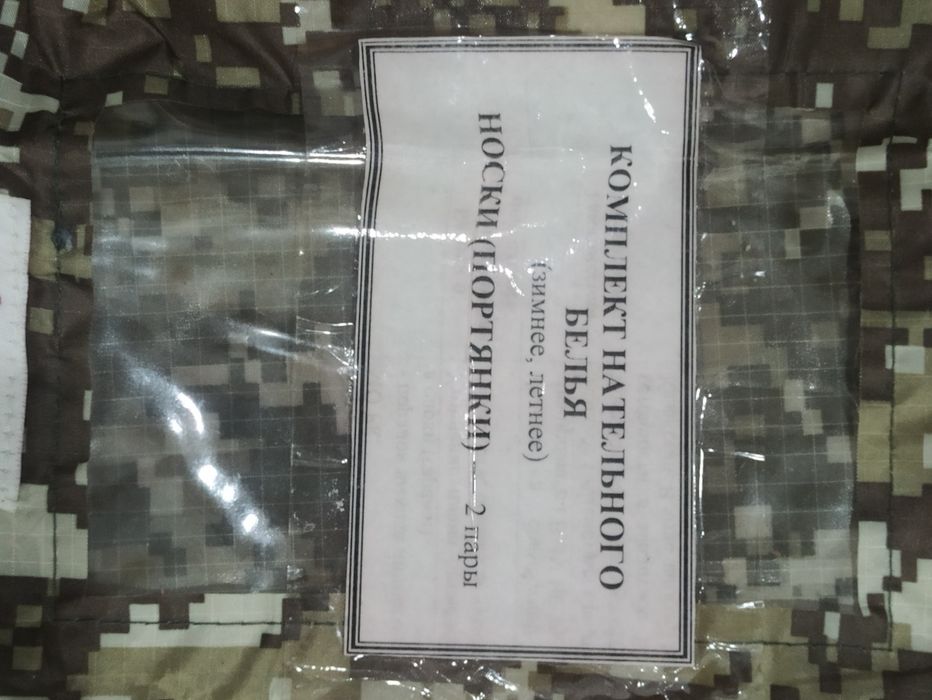 КОМПЛЕКТ НАТЕЛЬНОГО
БЕЛЬЯ
(зимнее, летнее)
НОСКИ (ПОРТЯНКИ) — 2 пары